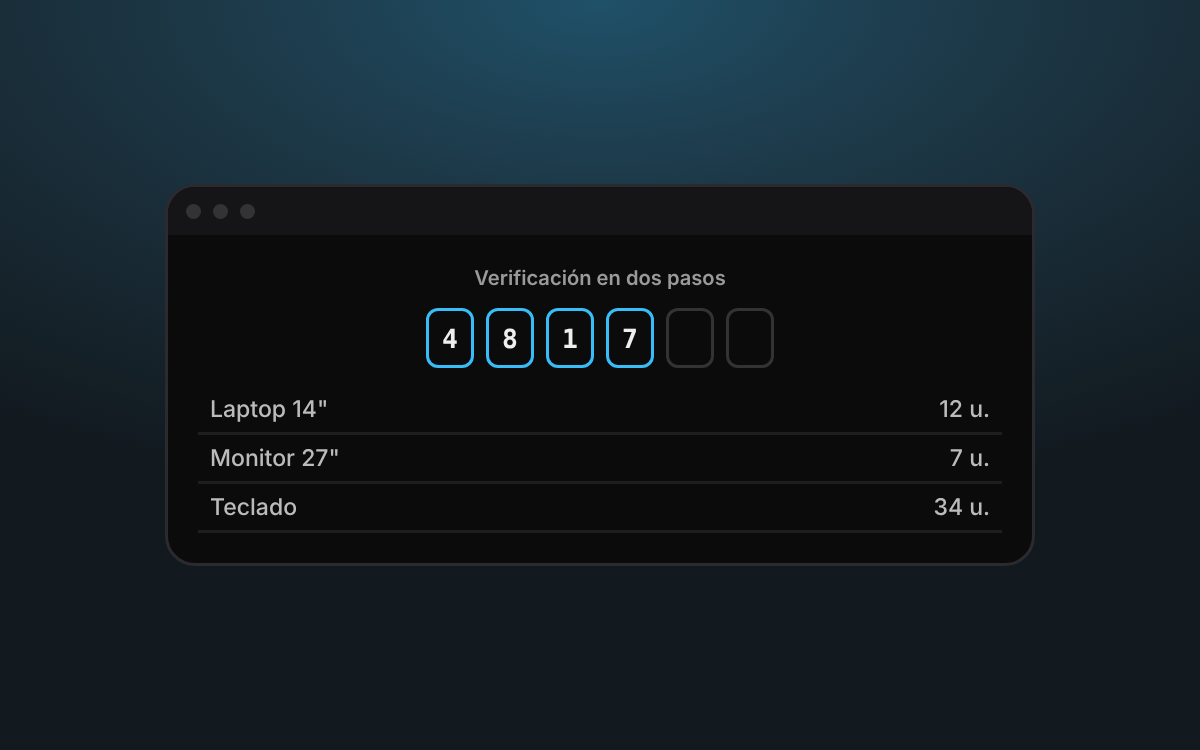 Verificación en dos pasos
4 8 1 7
Laptop 14" 12 u.
Monitor 27" 7 u.
Teclado 34 u.